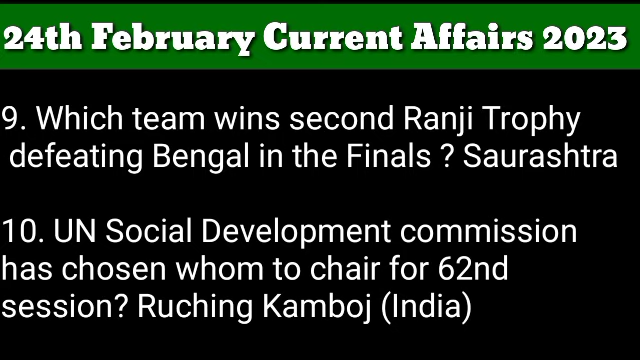 24th February Current Affairs 2023
9. Which team wins second Ranji Trophy
defeating Bengal in the Finals ? Saurashtra
10. UN Social Development commission
has chosen whom to chair for 62nd
session? Ruching Kamboj (India)